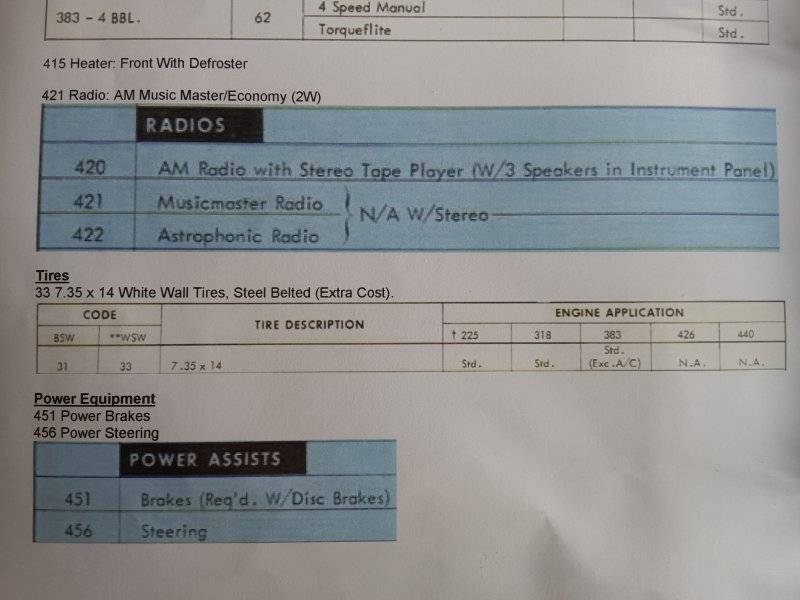 383 - 4 BBL. 62 4 Speed Manual Std.
Torqueflite Std.
415 Heater: Front With Defroster
421 Radio: AM Music Master/Economy (2W)
RADIOS
420 AM Radio with Stereo Tape Player (W/3 Speakers in Instrument Panel)
421 Musicmaster Radio
N/A W/Stereo
422 Astrophonic Radio
Tires
33 7.35 x 14 White Wall Tires, Steel Belted (Extra Cost).
CODE TIRE DESCRIPTION ENGINE APPLICATION
BSW **WSW † 225 318 383 426 440
31 33 7.35 x 14 Std. Std. Std. (Exc.A/C) N.A. N.A.
Power Equipment
451 Power Brakes
456 Power Steering
POWER ASSISTS
451 Brakes (Req'd. W/Disc Brakes)
456 Steering